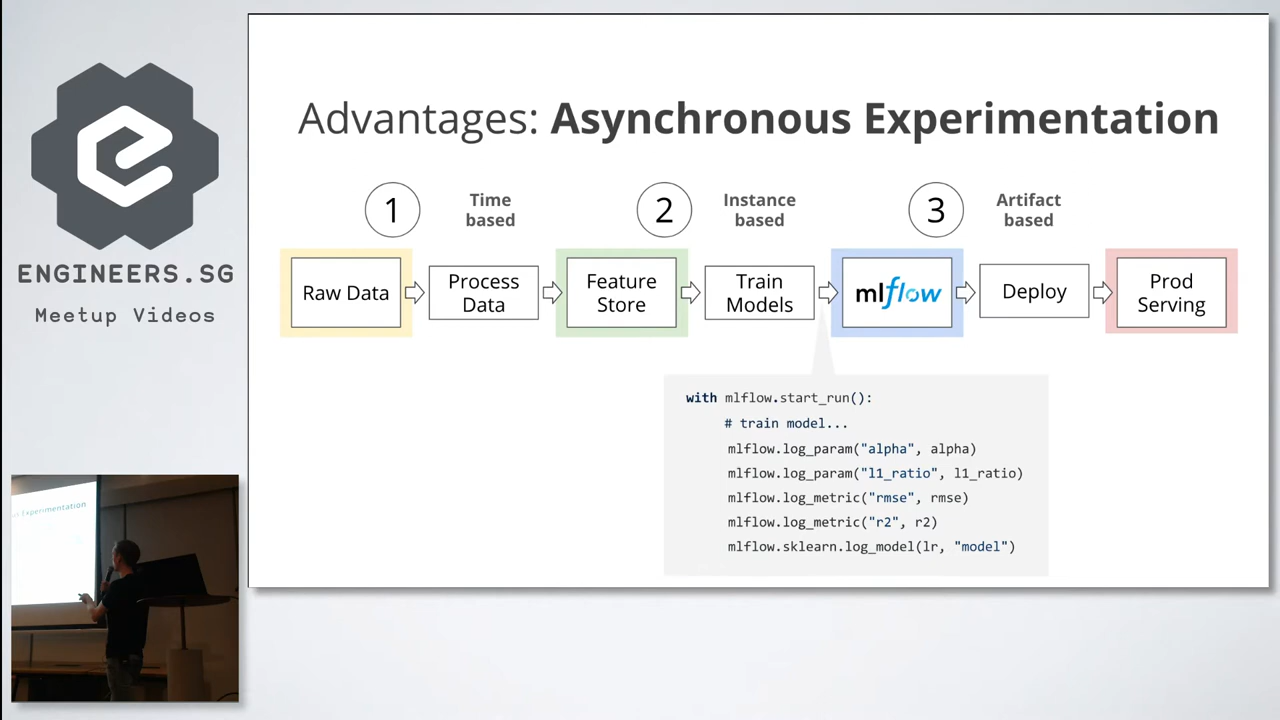 ENGINEERS.SG
Meetup Videos
Advantages: Asynchronous Experimentation
1
Time
based
2
Instance
based
3
Artifact
based
Raw Data
Process
Data
Feature
Store
Train
Models
mlflow
Deploy
Prod
Serving
with mlflow.start_run():
# train model...
mlflow.log_param("alpha", alpha)
mlflow.log_param("l1_ratio", l1_ratio)
mlflow.log_metric("rmse", rmse)
mlflow.log_metric("r2", r2)
mlflow.sklearn.log_model(lr, "model")
us Experimentation